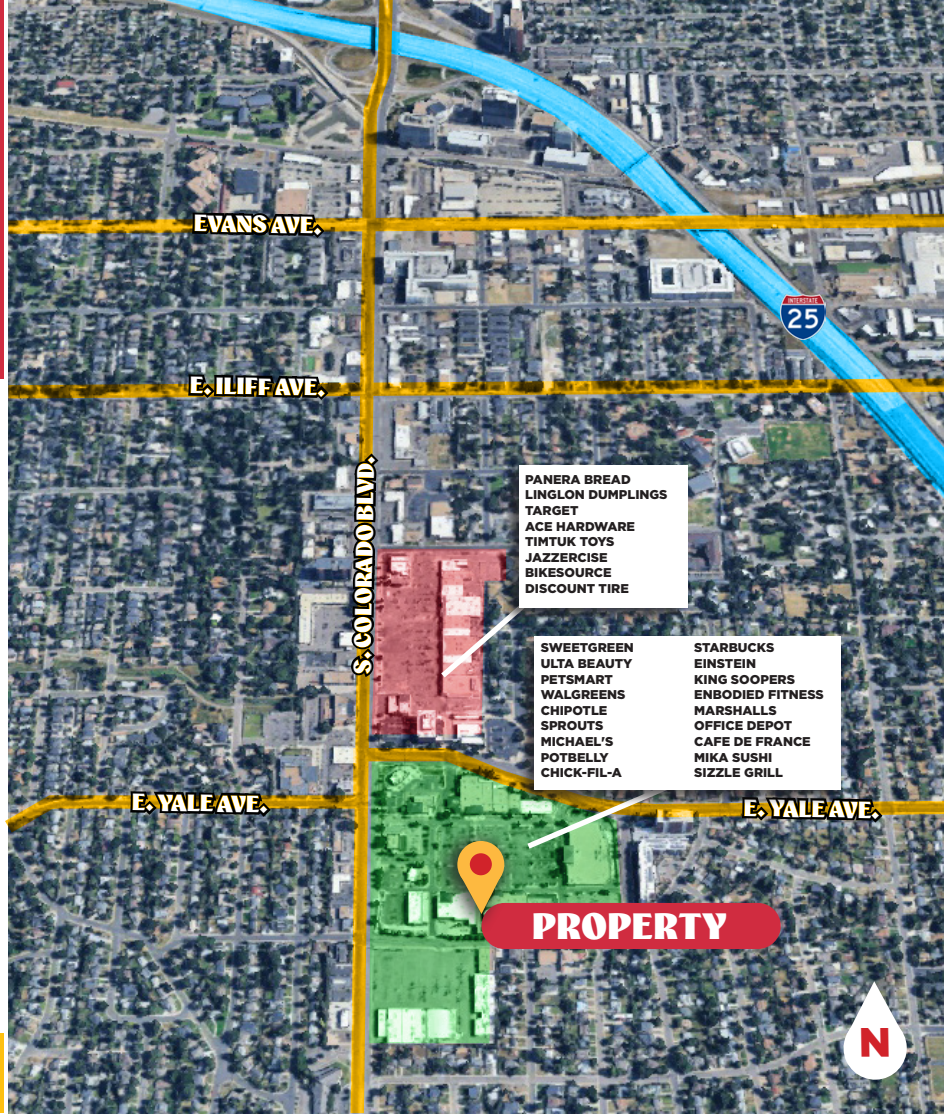 EVANS AVE.
INTERSTATE
25
E. ILIFF AVE.
S. COLORADO BLVD.
PANERA BREAD
LINGLON DUMPLINGS
TARGET
ACE HARDWARE
TIMTUK TOYS
JAZZERCISE
BIKESOURCE
DISCOUNT TIRE
SWEETGREEN
ULTA BEAUTY
PETSMART
WALGREENS
CHIPOTLE
SPROUTS
MICHAEL'S
POTBELLY
CHICK-FIL-A
STARBUCKS
EINSTEIN
KING SOOPERS
ENBODIED FITNESS
MARSHALLS
OFFICE DEPOT
CAFE DE FRANCE
MIKA SUSHI
SIZZLE GRILL
E. YALE AVE.
E. YALE AVE.
PROPERTY
N